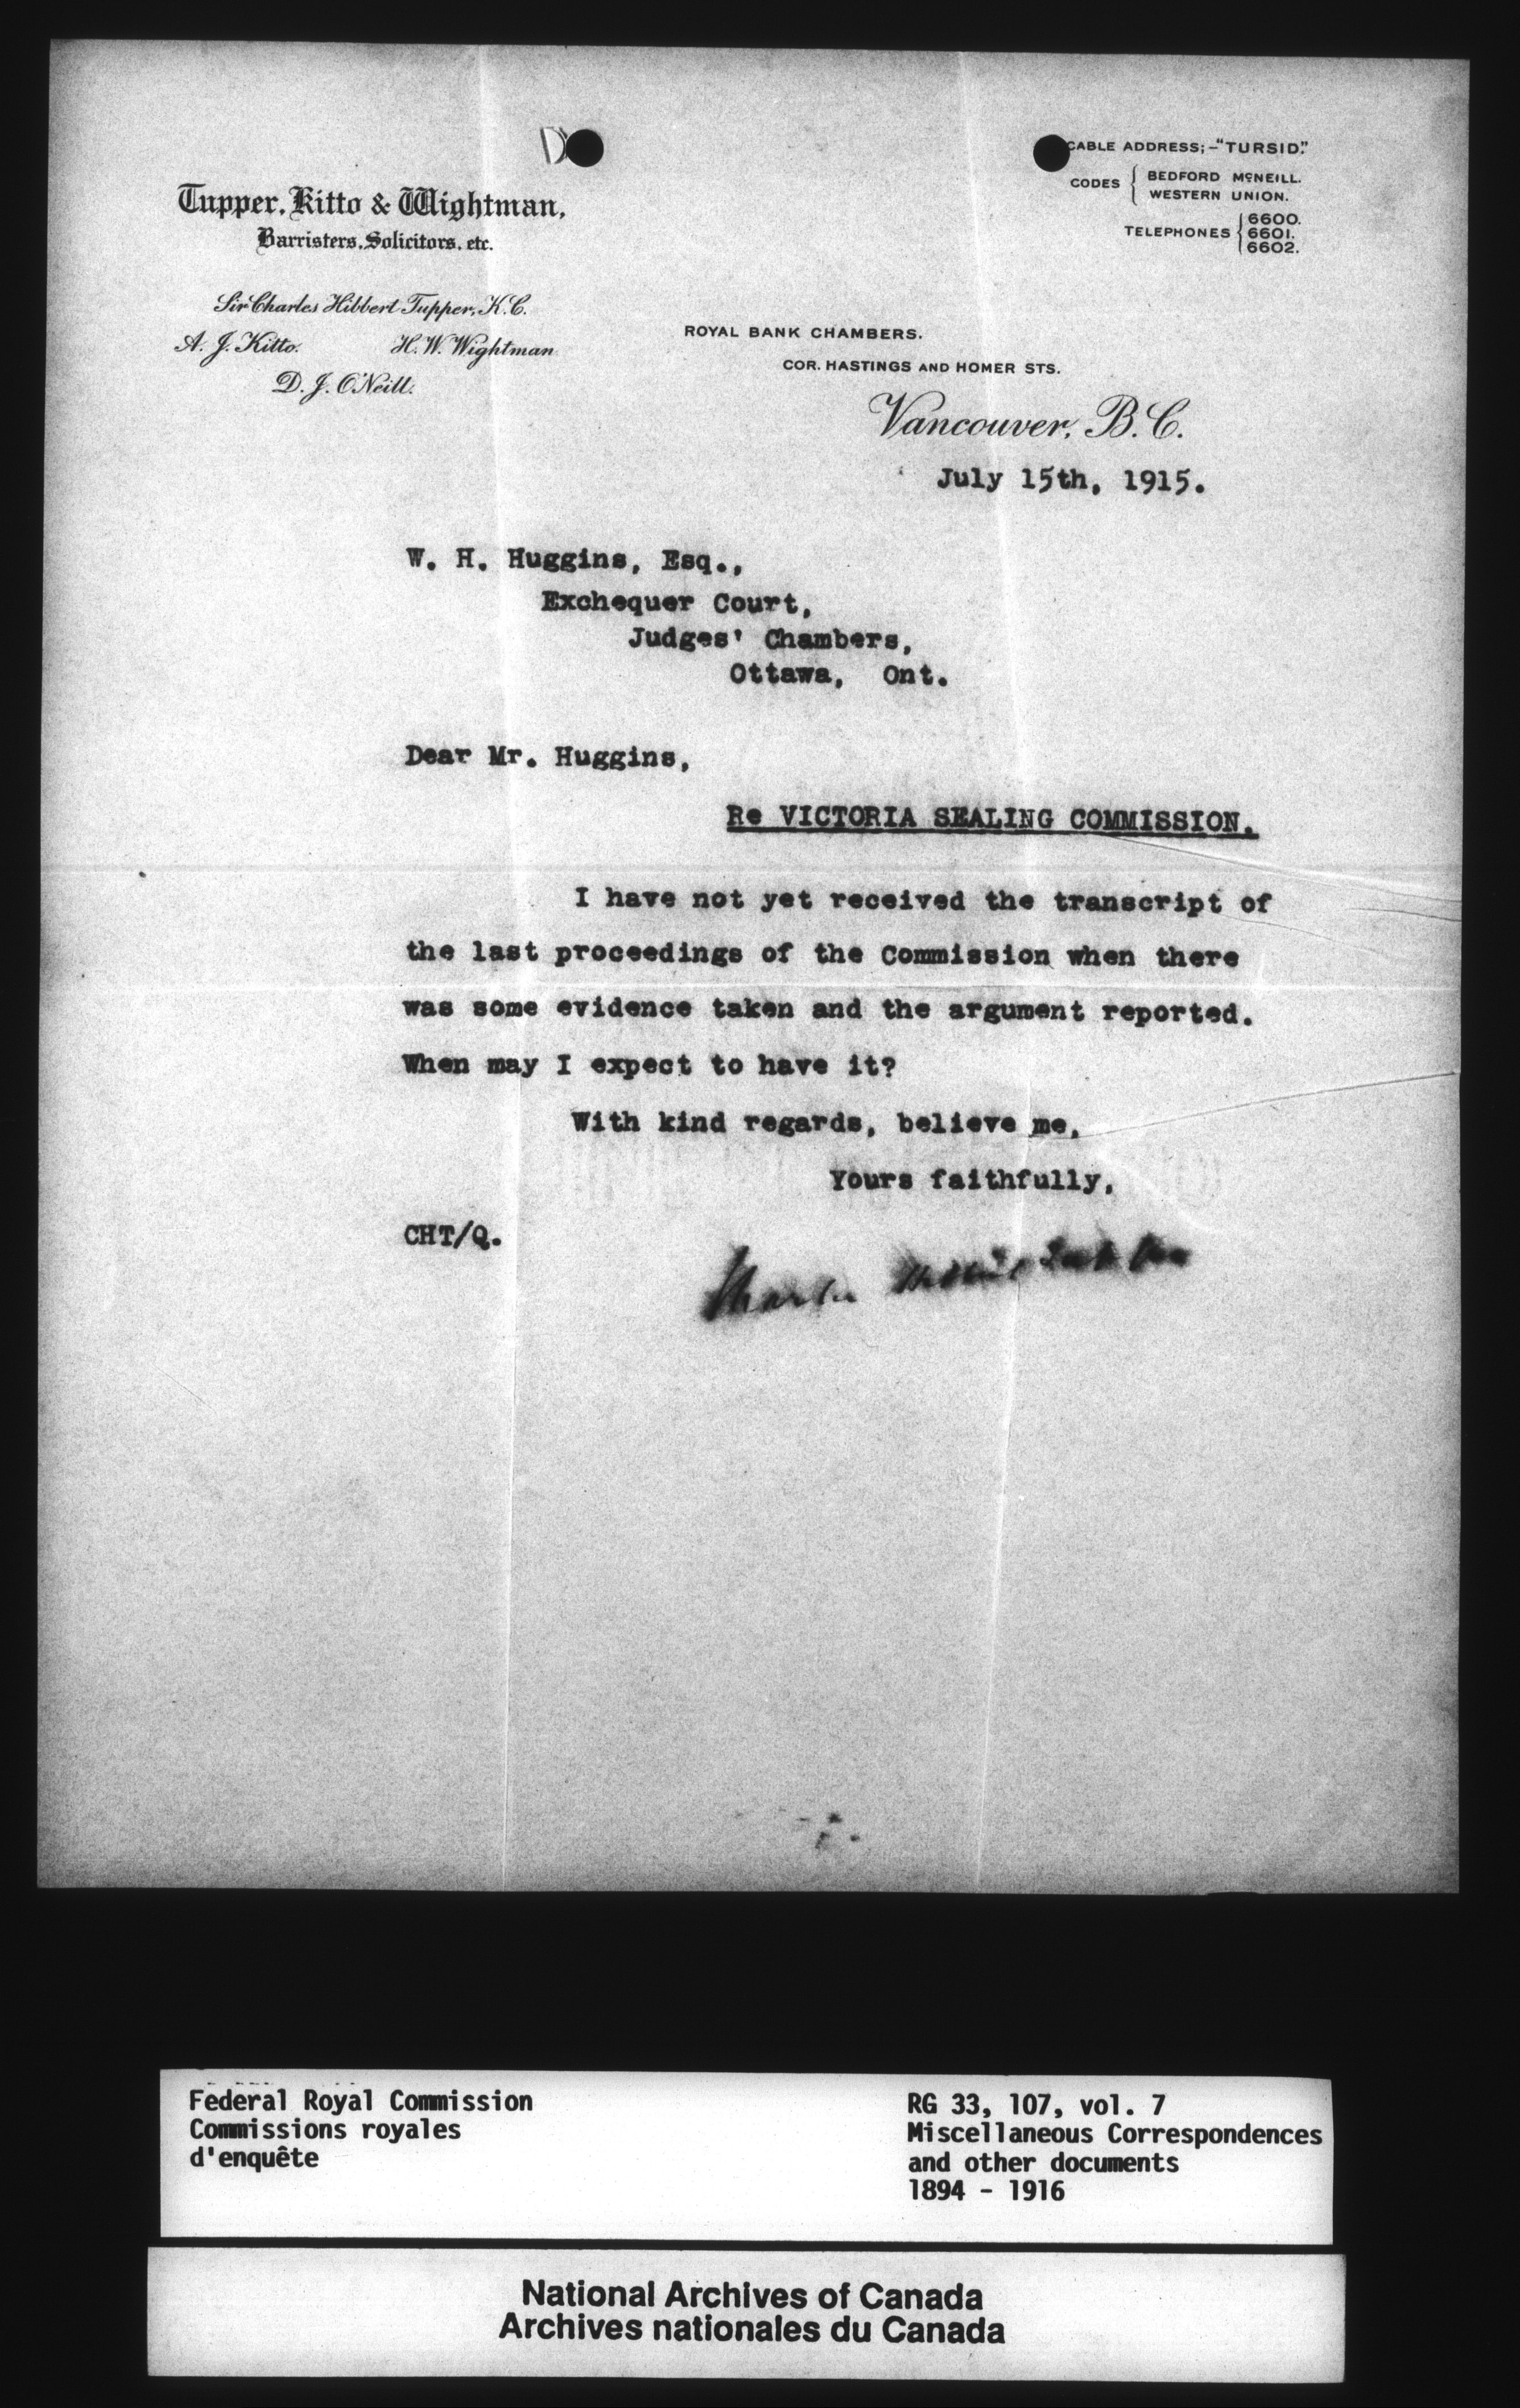 Tupper, Kitto & Wightman,
Barristers, Solicitors, etc.
Sir Charles Hibbert Tupper, K.C.
A. J. Kitto. H. W. Wightman
D. J. O'Neill.
CABLE ADDRESS;-"TURSID."
CODES { BEDFORD McNEILL.
WESTERN UNION.
TELEPHONES { 6600.
6601.
6602.
ROYAL BANK CHAMBERS.
COR. HASTINGS AND HOMER STS.
Vancouver, B.C.
July 15th, 1915.
W. H. Huggins, Esq.,
Exchequer Court,
Judges' Chambers,
Ottawa, Ont.
Dear Mr. Huggins,
Re VICTORIA SEALING COMMISSION.
I have not yet received the transcript of
the last proceedings of the Commission when there
was some evidence taken and the argument reported.
When may I expect to have it?
With kind regards, believe me,
Yours faithfully,
CHT/Q.
Charles Hibbert Tupper
Federal Royal Commission
Commissions royales
d'enquête
RG 33, 107, vol. 7
Miscellaneous Correspondences
and other documents
1894 - 1916
National Archives of Canada
Archives nationales du Canada